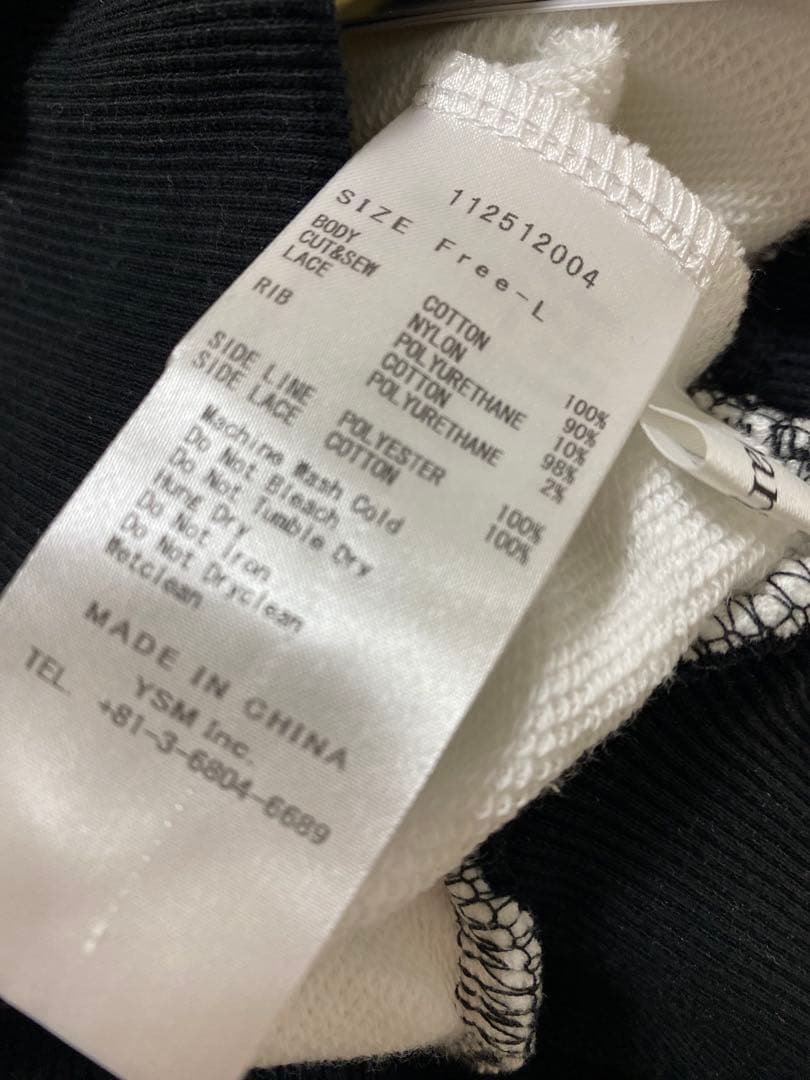 112512004
SIZE Free-L
BODY
CUT&SEW COTTON 100%
LACE NYLON 90%
POLYURETHANE 10%
RIB COTTON 98%
POLYURETHANE 2%
SIDE LINE POLYESTER 100%
SIDE LACE COTTON 100%
Machine Wash Cold
Do Not Bleach
Do Not Tumble Dry
Hung Dry
Do Not Iron
Do Not Dryclean
Wetclean
MADE IN CHINA
YSM Inc.
TEL. +81-3-6804-6689